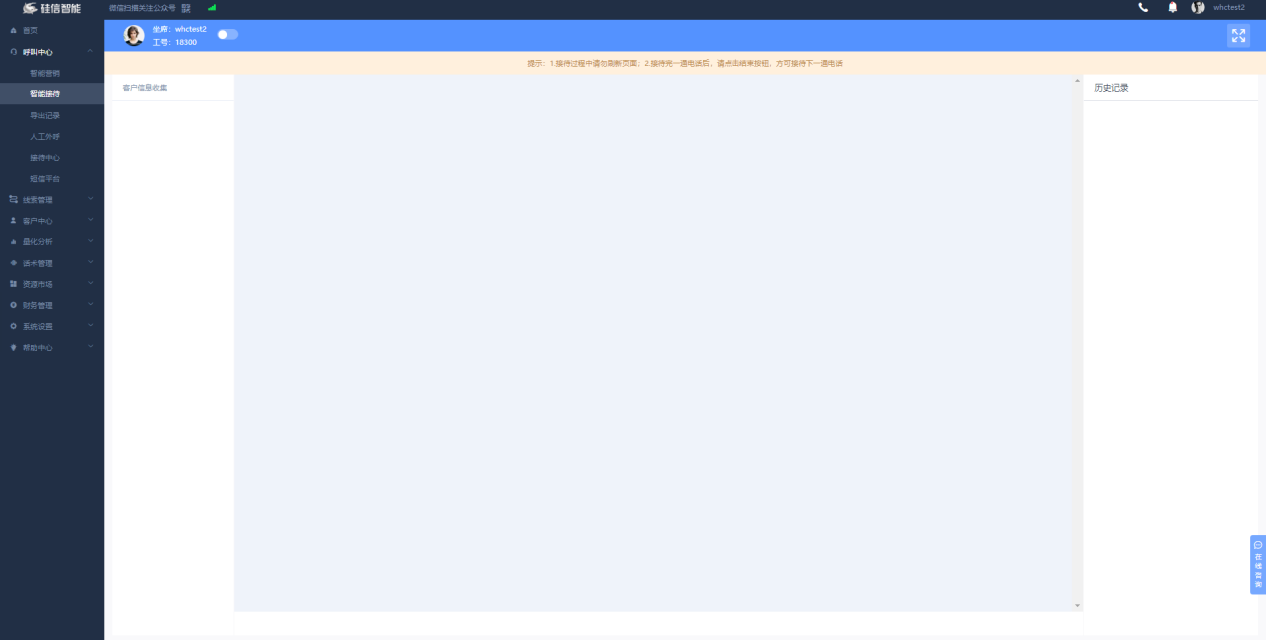 硅信智能
微信扫描关注公众号
whctest2
首页
呼叫中心
智能营销
智能接待
导出记录
人工外呼
接待中心
短信平台
线索管理
客户中心
量化分析
话术管理
资源市场
财务管理
系统设置
帮助中心
坐席：whctest2
工号：18300
提示：1.接待过程中请勿刷新页面；2.接待完一通电话后，请点击结束按钮，方可接待下一通电话
客户信息收集
历史记录
在线咨询